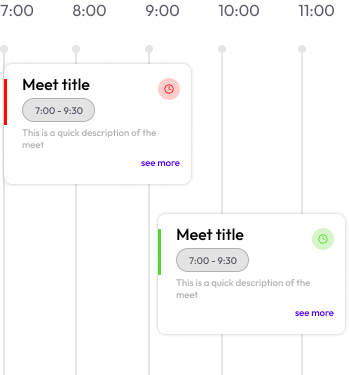 7:00 8:00 9:00 10:00 11:00
Meet title
7:00 - 9:30
This is a quick description of the
meet
see more
Meet title
7:00 - 9:30
This is a quick description of the
meet
see more